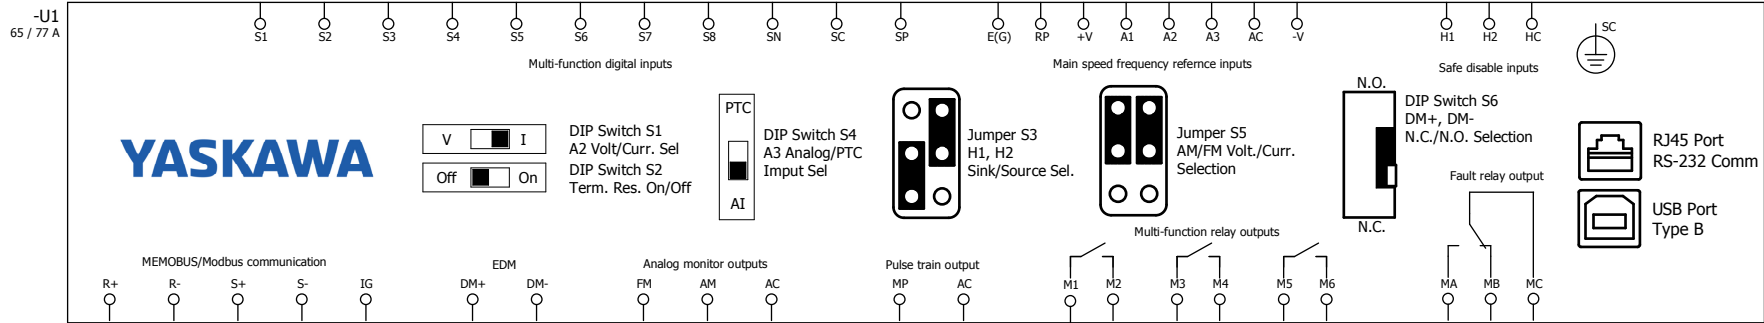 -U1
65 / 77 A
S1 S2 S3 S4 S5 S6 S7 S8 SN SC SP E(G) RP +V A1 A2 A3 AC -V H1 H2 HC SC
Multi-function digital inputs
Main speed frequency refernce inputs
Safe disable inputs
YASKAWA
V I
DIP Switch S1
A2 Volt/Curr. Sel
Off On
DIP Switch S2
Term. Res. On/Off
PTC
AI
DIP Switch S4
A3 Analog/PTC
Imput Sel
Jumper S3
H1, H2
Sink/Source Sel.
Jumper S5
AM/FM Volt./Curr.
Selection
N.O.
N.C.
DIP Switch S6
DM+, DM-
N.C./N.O. Selection
RJ45 Port
RS-232 Comm
USB Port
Type B
Fault relay output
Multi-function relay outputs
MEMOBUS/Modbus communication
EDM
Analog monitor outputs
Pulse train output
R+ R- S+ S- IG DM+ DM- FM AM AC MP AC M1 M2 M3 M4 M5 M6 MA MB MC